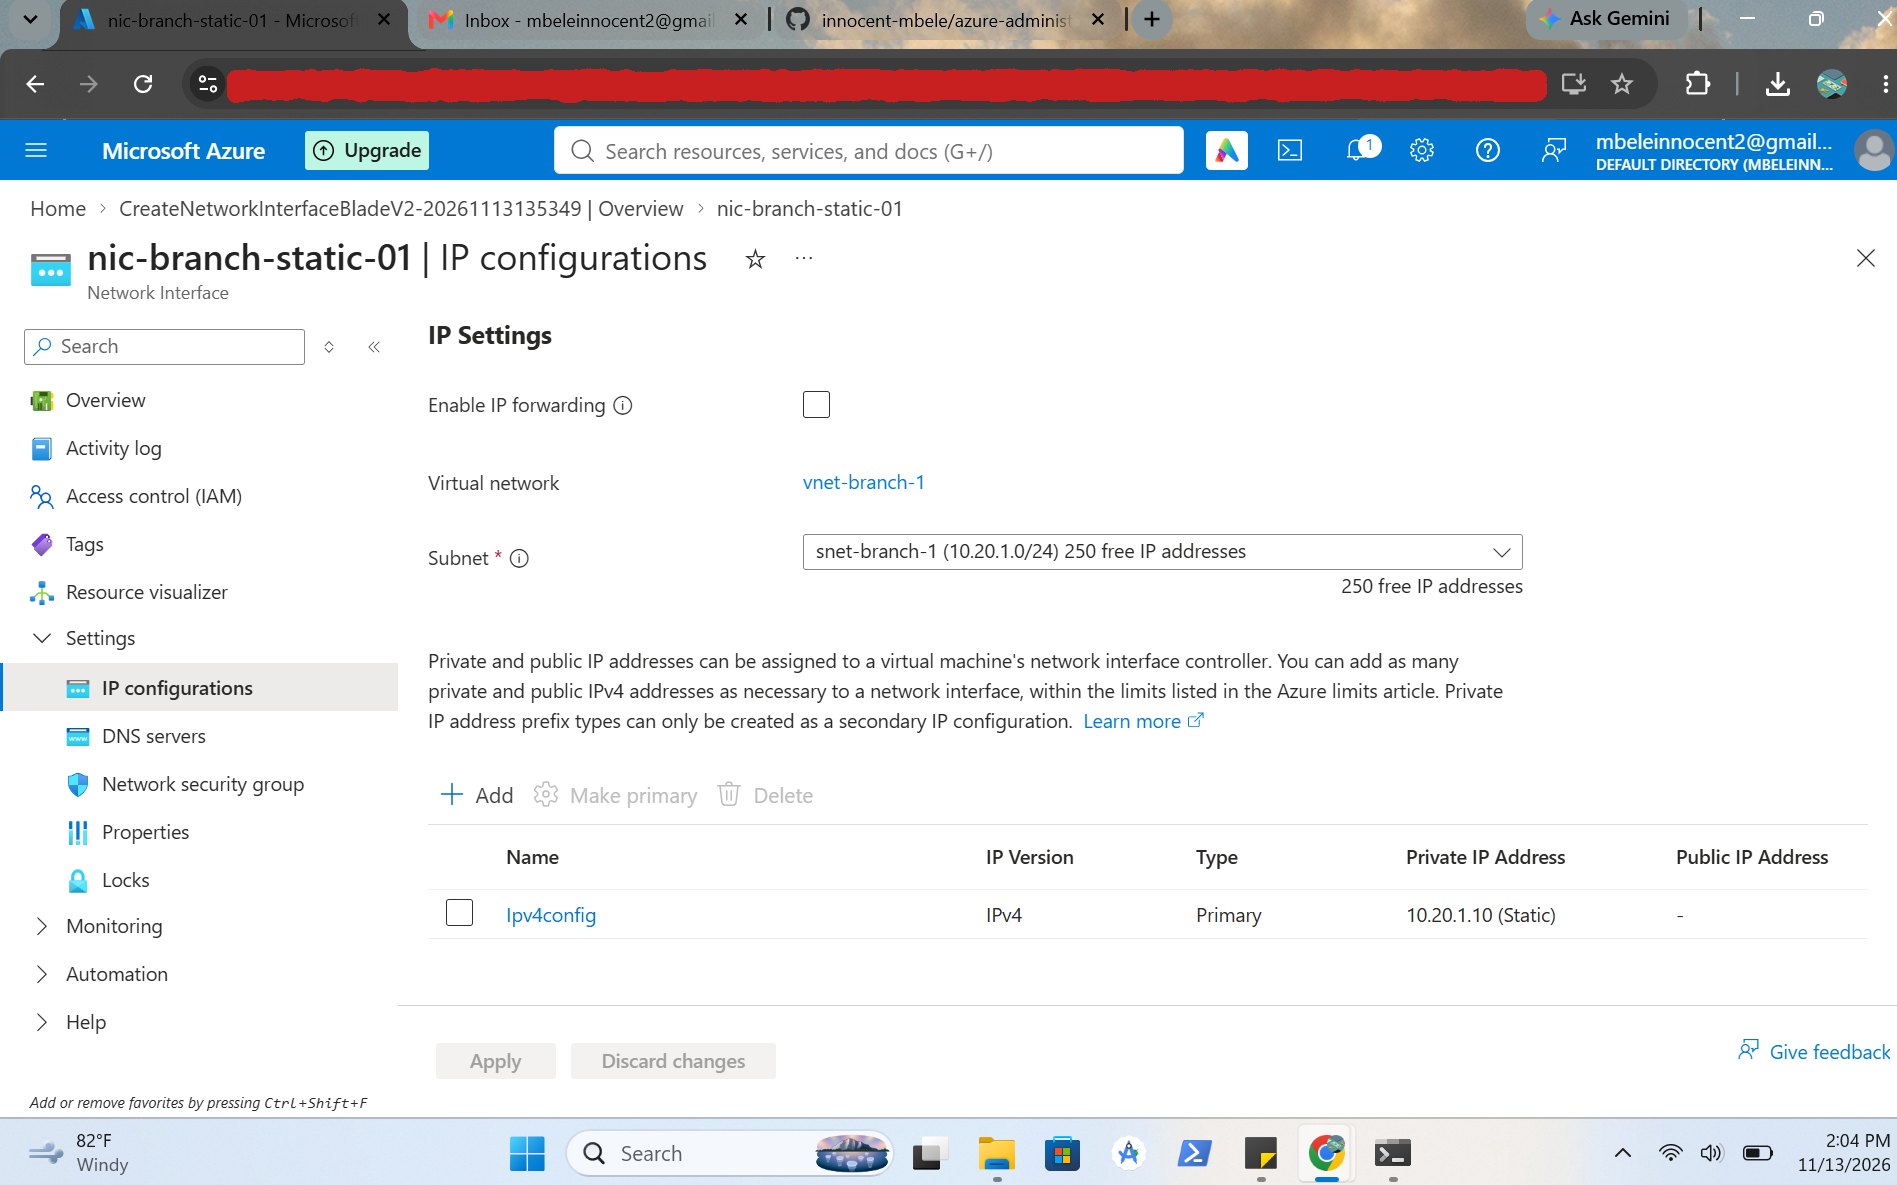 nic-branch-static-01 - Microsof
Inbox - mbeleinnocent2@gmail
innocent-mbele/azure-administ
Ask Gemini
Microsoft Azure
Upgrade
Search resources, services, and docs (G+/)
1
mbeleinnocent2@gmail...
DEFAULT DIRECTORY (MBELEINN...
Home > CreateNetworkInterfaceBladeV2-20261113135349 | Overview > nic-branch-static-01
nic-branch-static-01 | IP configurations
Network Interface
Search
Overview
Activity log
Access control (IAM)
Tags
Resource visualizer
Settings
IP configurations
DNS servers
Network security group
Properties
Locks
Monitoring
Automation
Help
Add or remove favorites by pressing Ctrl+Shift+F
IP Settings
Enable IP forwarding
Virtual network
vnet-branch-1
Subnet *
snet-branch-1 (10.20.1.0/24) 250 free IP addresses
250 free IP addresses
Private and public IP addresses can be assigned to a virtual machine's network interface controller. You can add as many
private and public IPv4 addresses as necessary to a network interface, within the limits listed in the Azure limits article. Private
IP address prefix types can only be created as a secondary IP configuration. Learn more
Add Make primary Delete
Name IP Version Type Private IP Address Public IP Address
Ipv4config IPv4 Primary 10.20.1.10 (Static) -
Apply Discard changes
Give feedback
82°F
Windy
Search
2:04 PM
11/13/2026